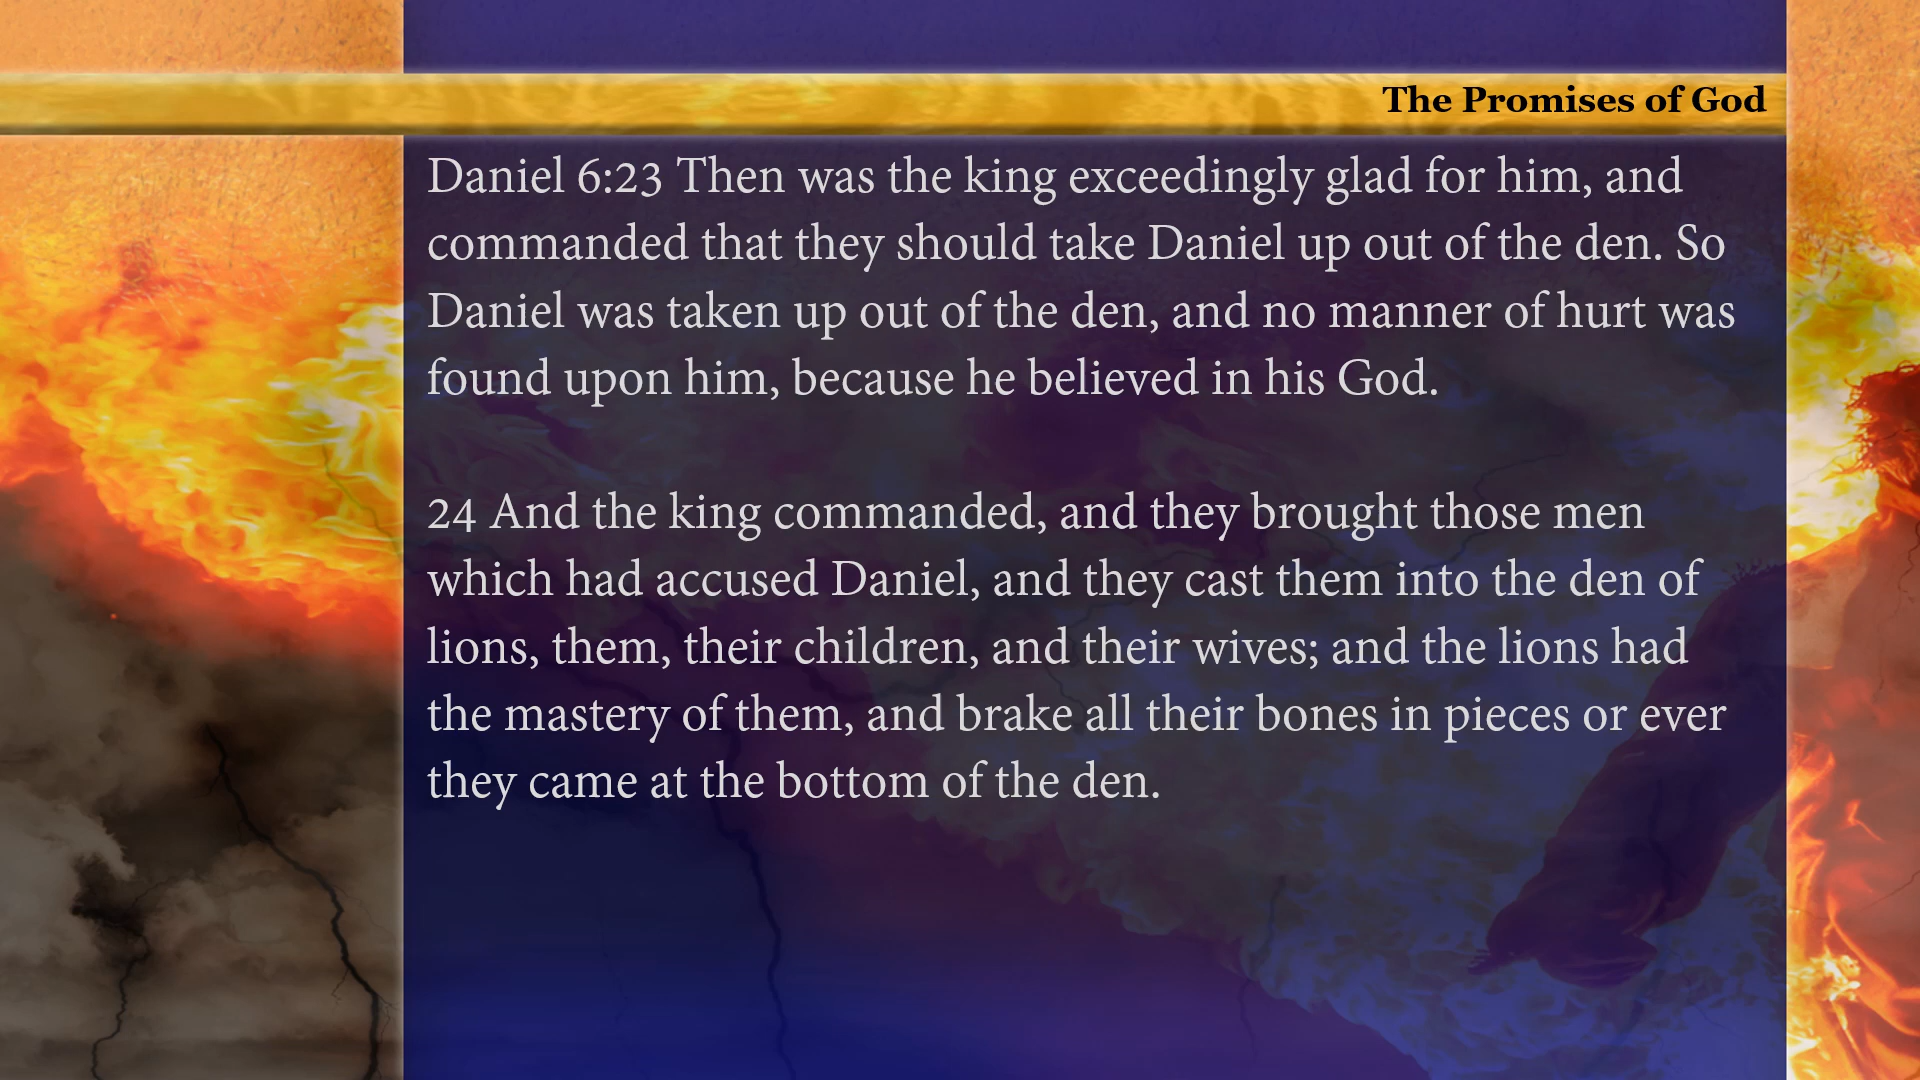 The Promises of God
Daniel 6:23 Then was the king exceedingly glad for him, and
commanded that they should take Daniel up out of the den. So
Daniel was taken up out of the den, and no manner of hurt was
found upon him, because he believed in his God.
24 And the king commanded, and they brought those men
which had accused Daniel, and they cast them into the den of
lions, them, their children, and their wives; and the lions had
the mastery of them, and brake all their bones in pieces or ever
they came at the bottom of the den.